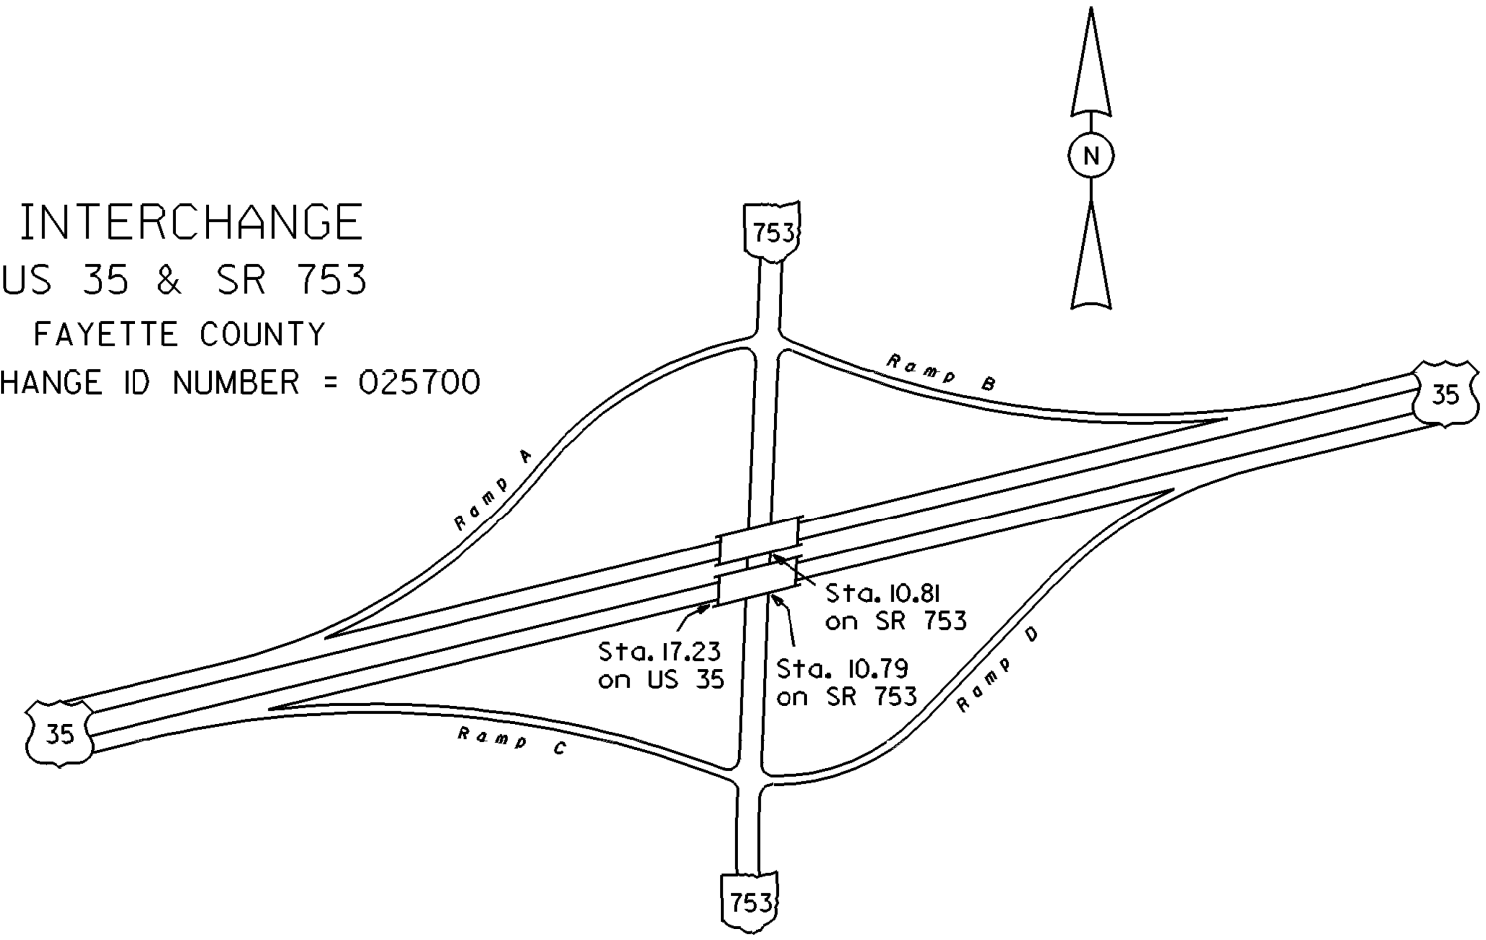 INTERCHANGE
US 35 & SR 753
FAYETTE COUNTY
HANGE ID NUMBER = 025700
N
753
Ramp B
35
Ramp A
Sta. 10.81
on SR 753
Sta. 17.23
on US 35
Sta. 10.79
on SR 753
Ramp D
35
Ramp C
753